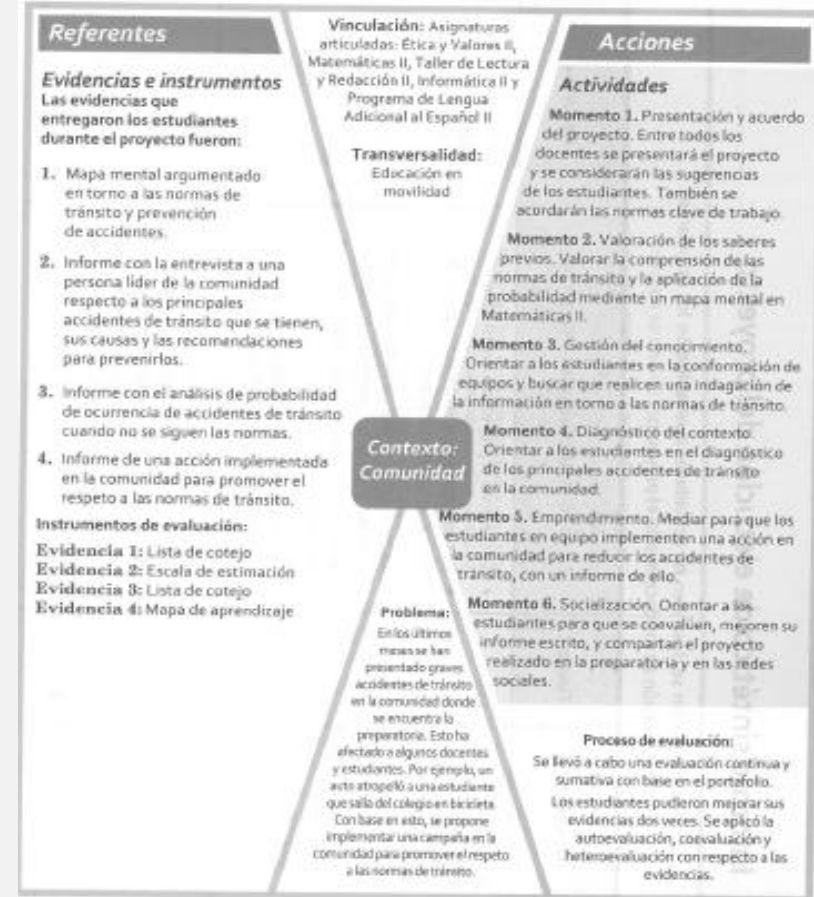 Referentes
Evidencias e instrumentos
Las evidencias que
entregaron los estudiantes
durante el proyecto fueron:
1. Mapa mental argumentado
en torno a las normas de
tránsito y prevención
de accidentes.
2. Informe con la entrevista a una
persona líder de la comunidad
respecto a los principales
accidentes de tránsito que se tienen,
sus causas y las recomendaciones
para prevenirlos.
3. Informe con el análisis de probabilidad
de ocurrencia de accidentes de tránsito
cuando no se siguen las normas.
4. Informe de una acción implementada
en la comunidad para promover el
respeto a las normas de tránsito.
Instrumentos de evaluación:
Evidencia 1: Lista de cotejo
Evidencia 2: Escala de estimación
Evidencia 3: Lista de cotejo
Evidencia 4: Mapa de aprendizaje
Vinculación: Asignaturas
articuladas: Ética y Valores II,
Matemáticas II, Taller de Lectura
y Redacción II, Informática II y
Programa de Lengua
Adicional al Español II
Transversalidad:
Educación en
movilidad
Contexto:
Comunidad
Problema:
En los últimos
meses se han
presentado graves
accidentes de tránsito
en la comunidad donde
se encuentra la
preparatoria. Esto ha
afectado a algunos docentes
y estudiantes. Por ejemplo, un
auto atropelló a una estudiante
que salía del colegio en bicicleta.
Con base en esto, se propone
implementar una campaña en la
comunidad para promover el respeto
a las normas de tránsito.
Acciones
Actividades
Momento 1. Presentación y acuerdo
del proyecto. Entre todos los
docentes se presentará el proyecto
y se considerarán las sugerencias
de los estudiantes. También se
acordarán las normas clave de trabajo.
Momento 2. Valoración de los saberes
previos. Valorar la comprensión de las
normas de tránsito y la aplicación de la
probabilidad mediante un mapa mental en
Matemáticas II.
Momento 3. Gestión del conocimiento.
Orientar a los estudiantes en la conformación de
equipos y buscar que realicen una indagación de
la información en torno a las normas de tránsito.
Momento 4. Diagnóstico del contexto.
Orientar a los estudiantes en el diagnóstico
de los principales accidentes de tránsito
en la comunidad.
Momento 5. Emprendimiento. Mediar para que los
estudiantes en equipo implementen una acción en
la comunidad para reducir los accidentes de
tránsito, con un informe de ello.
Momento 6. Socialización. Orientar a los
estudiantes para que se coevaluen, mejoren su
informe escrito, y compartan el proyecto
realizado en la preparatoria y en las redes
sociales.
Proceso de evaluación:
Se llevó a cabo una evaluación continua y
sumativa con base en el portafolio.
Los estudiantes pudieron mejorar sus
evidencias dos veces. Se aplicó la
autoevaluación, coevaluación y
heteroevaluación con respecto a las
evidencias.